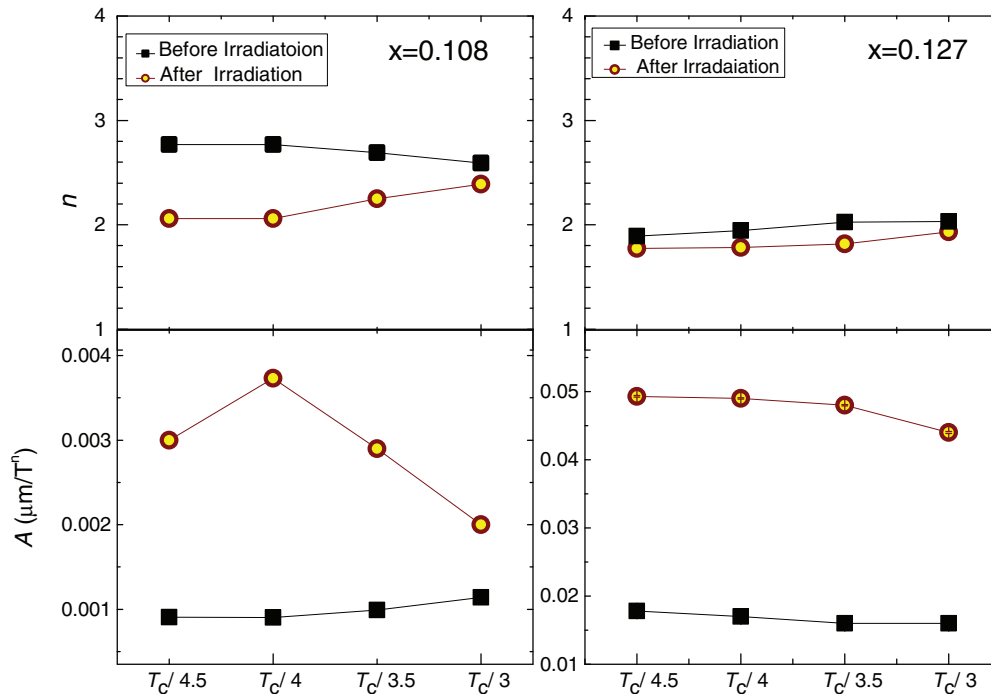 4
3
2
1
n
Before Irradiatoion
After Irradiation
x=0.108
4
3
2
1
Before Irradiation
After Irradaiation
x=0.127
0.004
0.003
0.002
0.001
A (μm/Tⁿ)
T_C/ 4.5 T_C/ 4 T_C/ 3.5 T_C/ 3
0.05
0.04
0.03
0.02
0.01
T_C/ 4.5 T_C/ 4 T_C/ 3.5 T_C/ 3